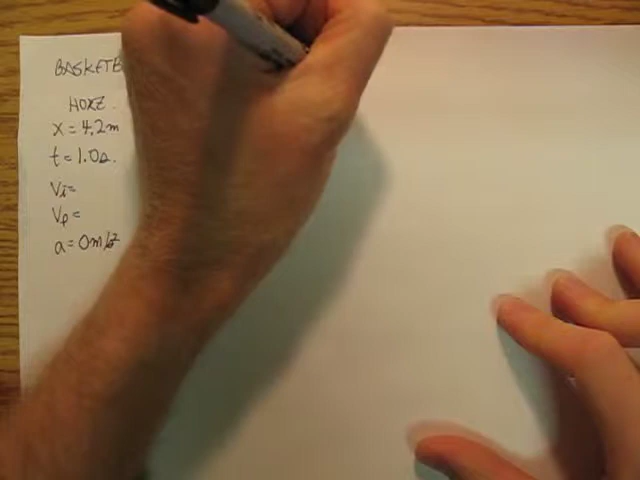 BASKETB
HORZ.
x = 4.2m
t = 1.0s.
Vi =
Vf =
a = 0m/s²